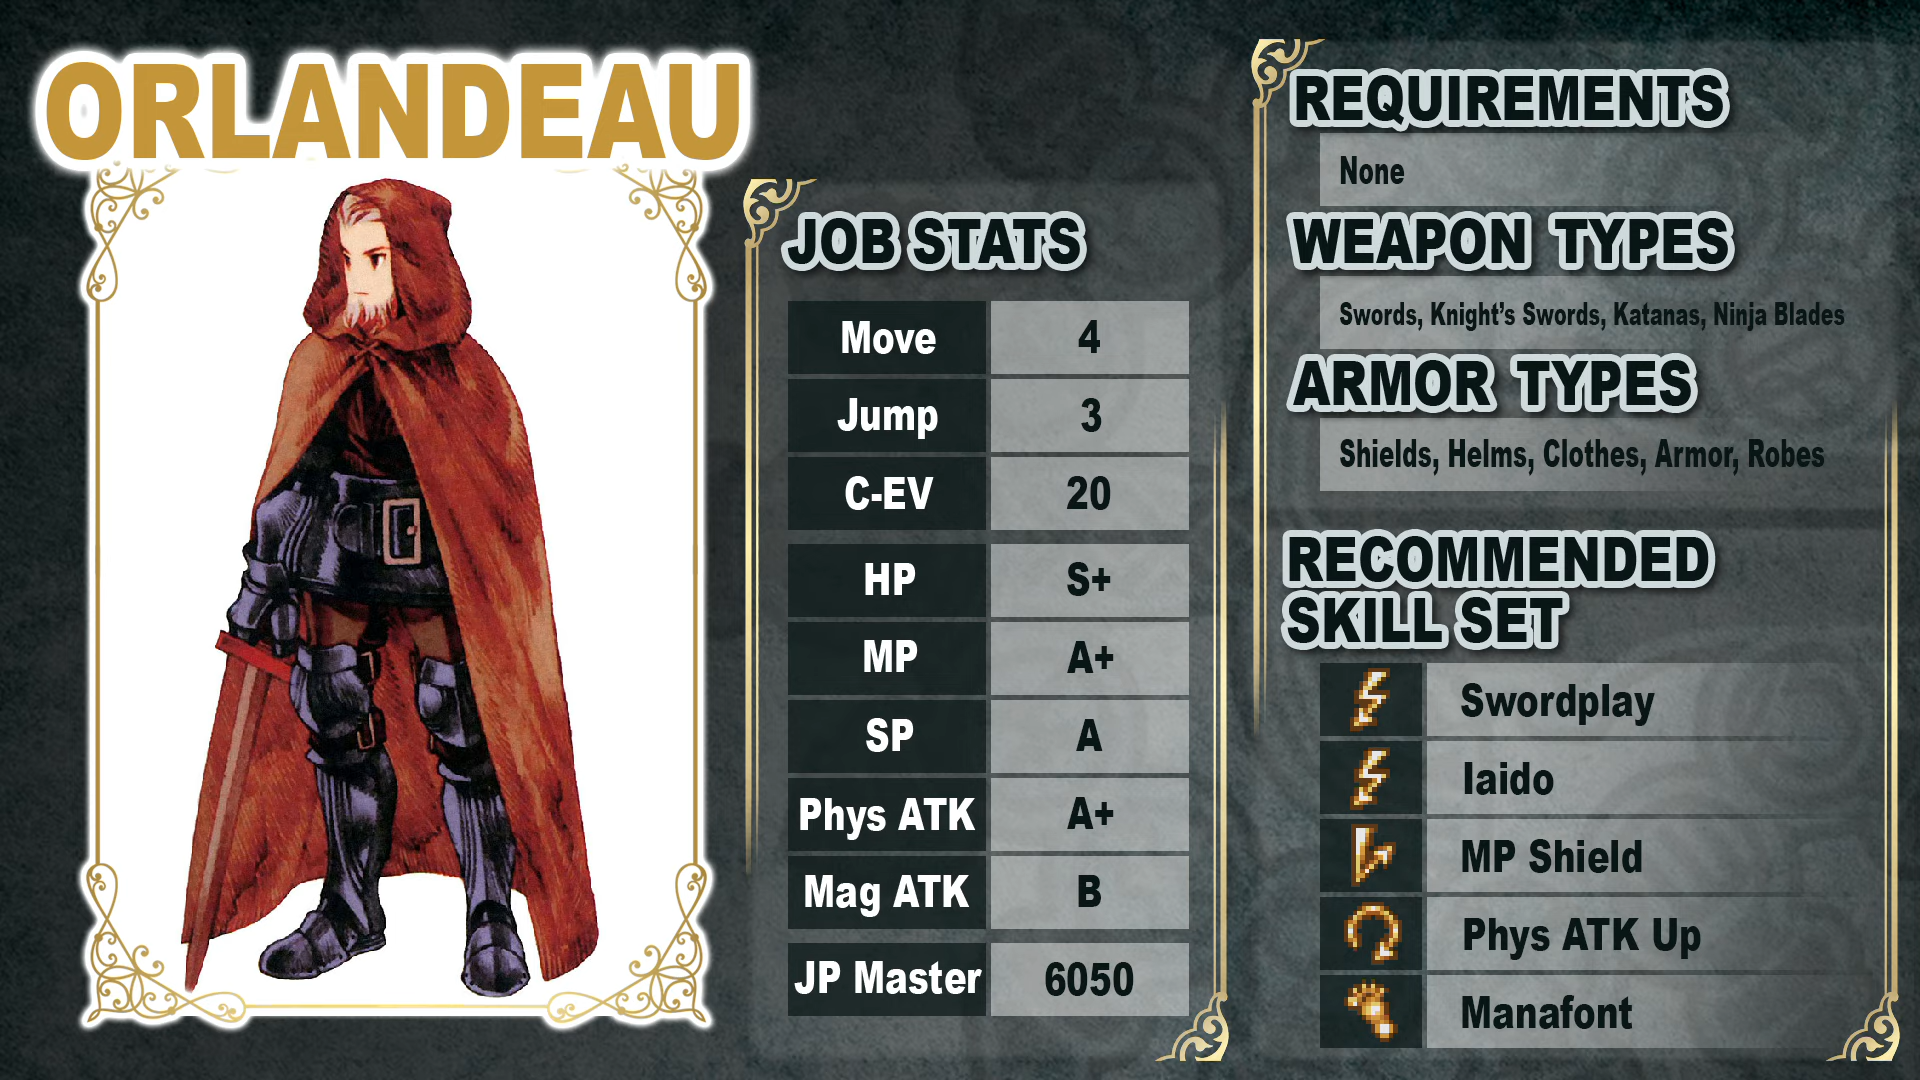 ORLANDEAU
JOB STATS
Move 4
Jump 3
C-EV 20
HP S+
MP A+
SP A
Phys ATK A+
Mag ATK B
JP Master 6050
REQUIREMENTS
None
WEAPON TYPES
Swords, Knight's Swords, Katanas, Ninja Blades
ARMOR TYPES
Shields, Helms, Clothes, Armor, Robes
RECOMMENDED
SKILL SET
Swordplay
Iaido
MP Shield
Phys ATK Up
Manafont